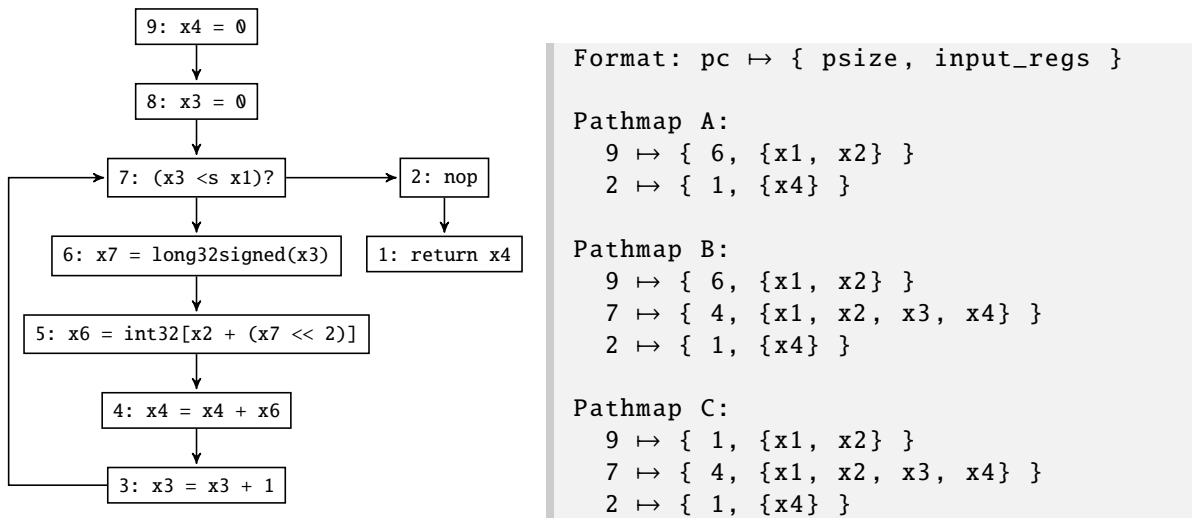 9: x4 = 0
8: x3 = 0
7: (x3 <s x1)?
2: nop
6: x7 = long32signed(x3)
1: return x4
5: x6 = int32[x2 + (x7 << 2)]
4: x4 = x4 + x6
3: x3 = x3 + 1
Format: pc ↦ { psize, input_regs }
Pathmap A:
9 ↦ { 6, {x1, x2} }
2 ↦ { 1, {x4} }
Pathmap B:
9 ↦ { 6, {x1, x2} }
7 ↦ { 4, {x1, x2, x3, x4} }
2 ↦ { 1, {x4} }
Pathmap C:
9 ↦ { 1, {x1, x2} }
7 ↦ { 4, {x1, x2, x3, x4} }
2 ↦ { 1, {x4} }